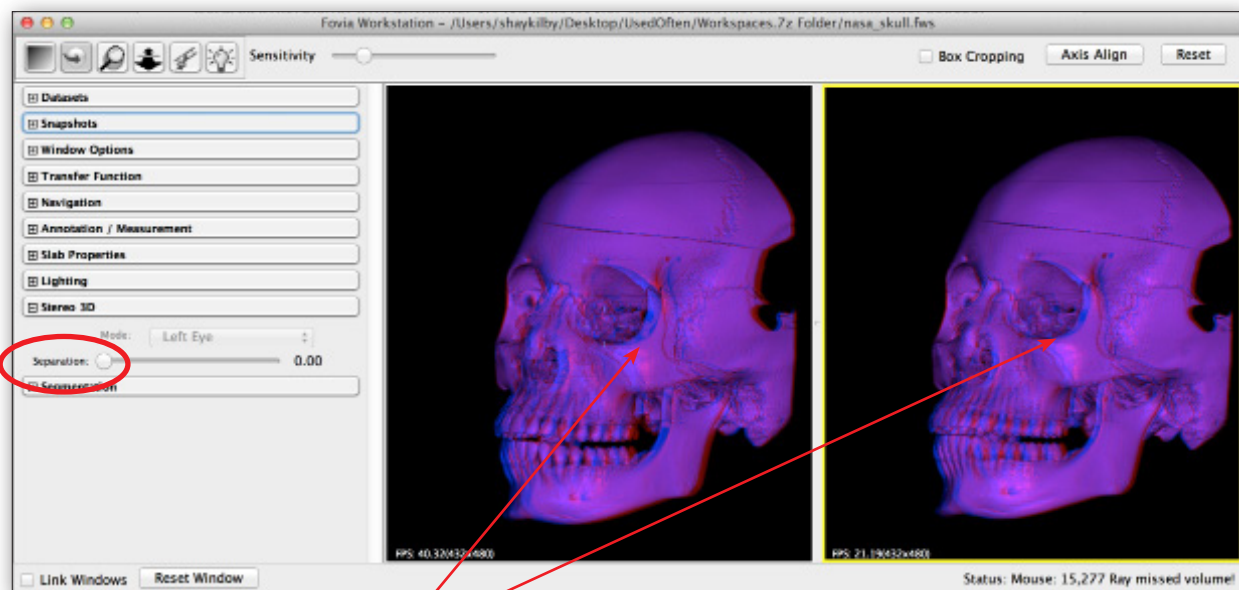 Fovia Workstation – /Users/shaykilby/Desktop/UsedOften/Workspaces.7z Folder/nasa_skull.fws
Sensitivity
Box Cropping
Axis Align
Reset
Datasets
Snapshots
Window Options
Transfer Function
Navigation
Annotation / Measurement
Slab Properties
Lighting
Stereo 3D
Mode: Left Eye
Separation: 0.00
Segmentation
FPS: 40.32(432x480)
FPS: 21.19(432x480)
Link Windows
Reset Window
Status: Mouse: 15,277 Ray missed volume!